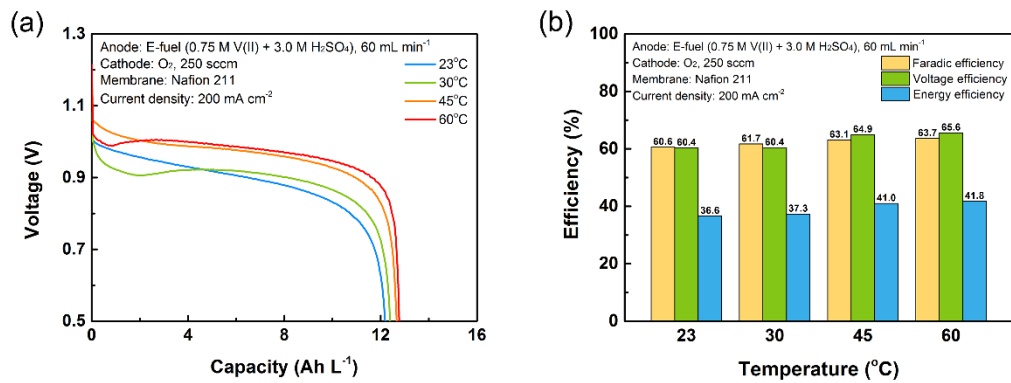 (a)
Anode: E-fuel (0.75 M V(II) + 3.0 M H₂SO₄), 60 mL min⁻¹
Cathode: O₂, 250 sccm
Membrane: Nafion 211
Current density: 200 mA cm⁻²
23°C
30°C
45°C
60°C
1.3
1.1
0.9
0.7
0.5
Voltage (V)
0 4 8 12 16
Capacity (Ah L⁻¹)
(b)
Anode: E-fuel (0.75 M V(II) + 3.0 M H₂SO₄), 60 mL min⁻¹
Cathode: O₂, 250 sccm
Membrane: Nafion 211
Current density: 200 mA cm⁻²
Faradic efficiency
Voltage efficiency
Energy efficiency
100
80
60
40
20
0
Efficiency (%)
60.6 60.4 36.6 61.7 60.4 37.3 63.1 64.9 41.0 63.7 65.6 41.8
23 30 45 60
Temperature (°C)